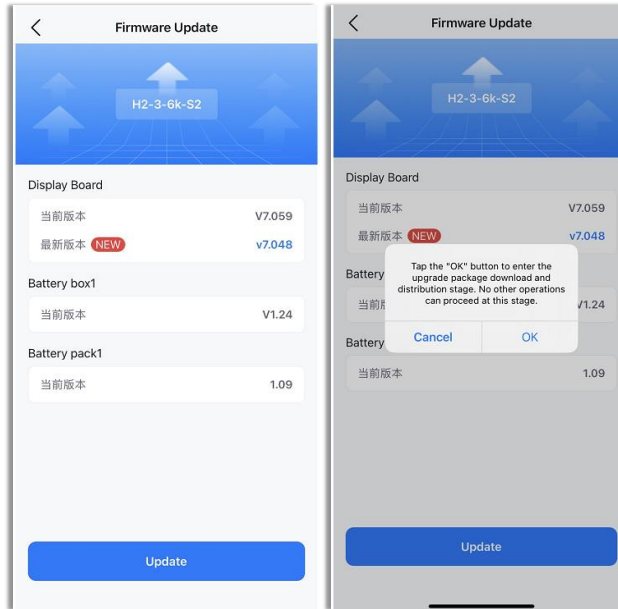 Firmware Update
H2-3-6k-S2
Display Board
当前版本 V7.059
最新版本 NEW v7.048
Battery box1
当前版本 V1.24
Battery pack1
当前版本 1.09
Update
Firmware Update
H2-3-6k-S2
Display Board
当前版本 V7.059
最新版本 NEW v7.048
Battery
Tap the "OK" button to enter the
upgrade package download and
distribution stage. No other operations
can proceed at this stage.
当前 V1.24
Cancel OK
Battery
当前版本 1.09
Update